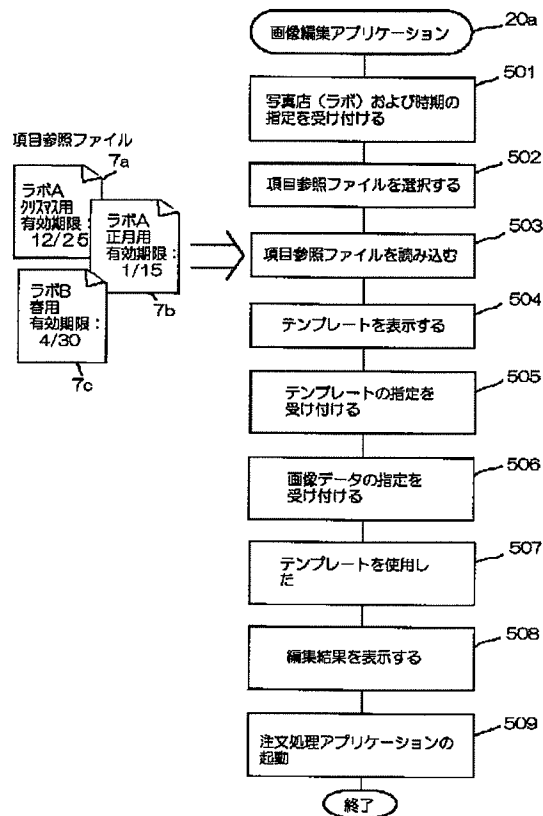 画像編集アプリケーション
20a
501
写真店（ラボ）および時期の
指定を受け付ける
502
項目参照ファイルを選択する
503
項目参照ファイルを読み込む
504
テンプレートを表示する
505
テンプレートの指定を
受け付ける
506
画像データの指定を
受け付ける
507
テンプレートを使用し
た
508
編集結果を表示する
509
注文処理アプリケーションの
起動
終了
項目参照ファイル
7a
ラボA
クリスマス用
有効期限：
12/25
ラボA
正月用
有効期限：
1/15
7b
ラボB
春用
有効期限：
4/30
7c